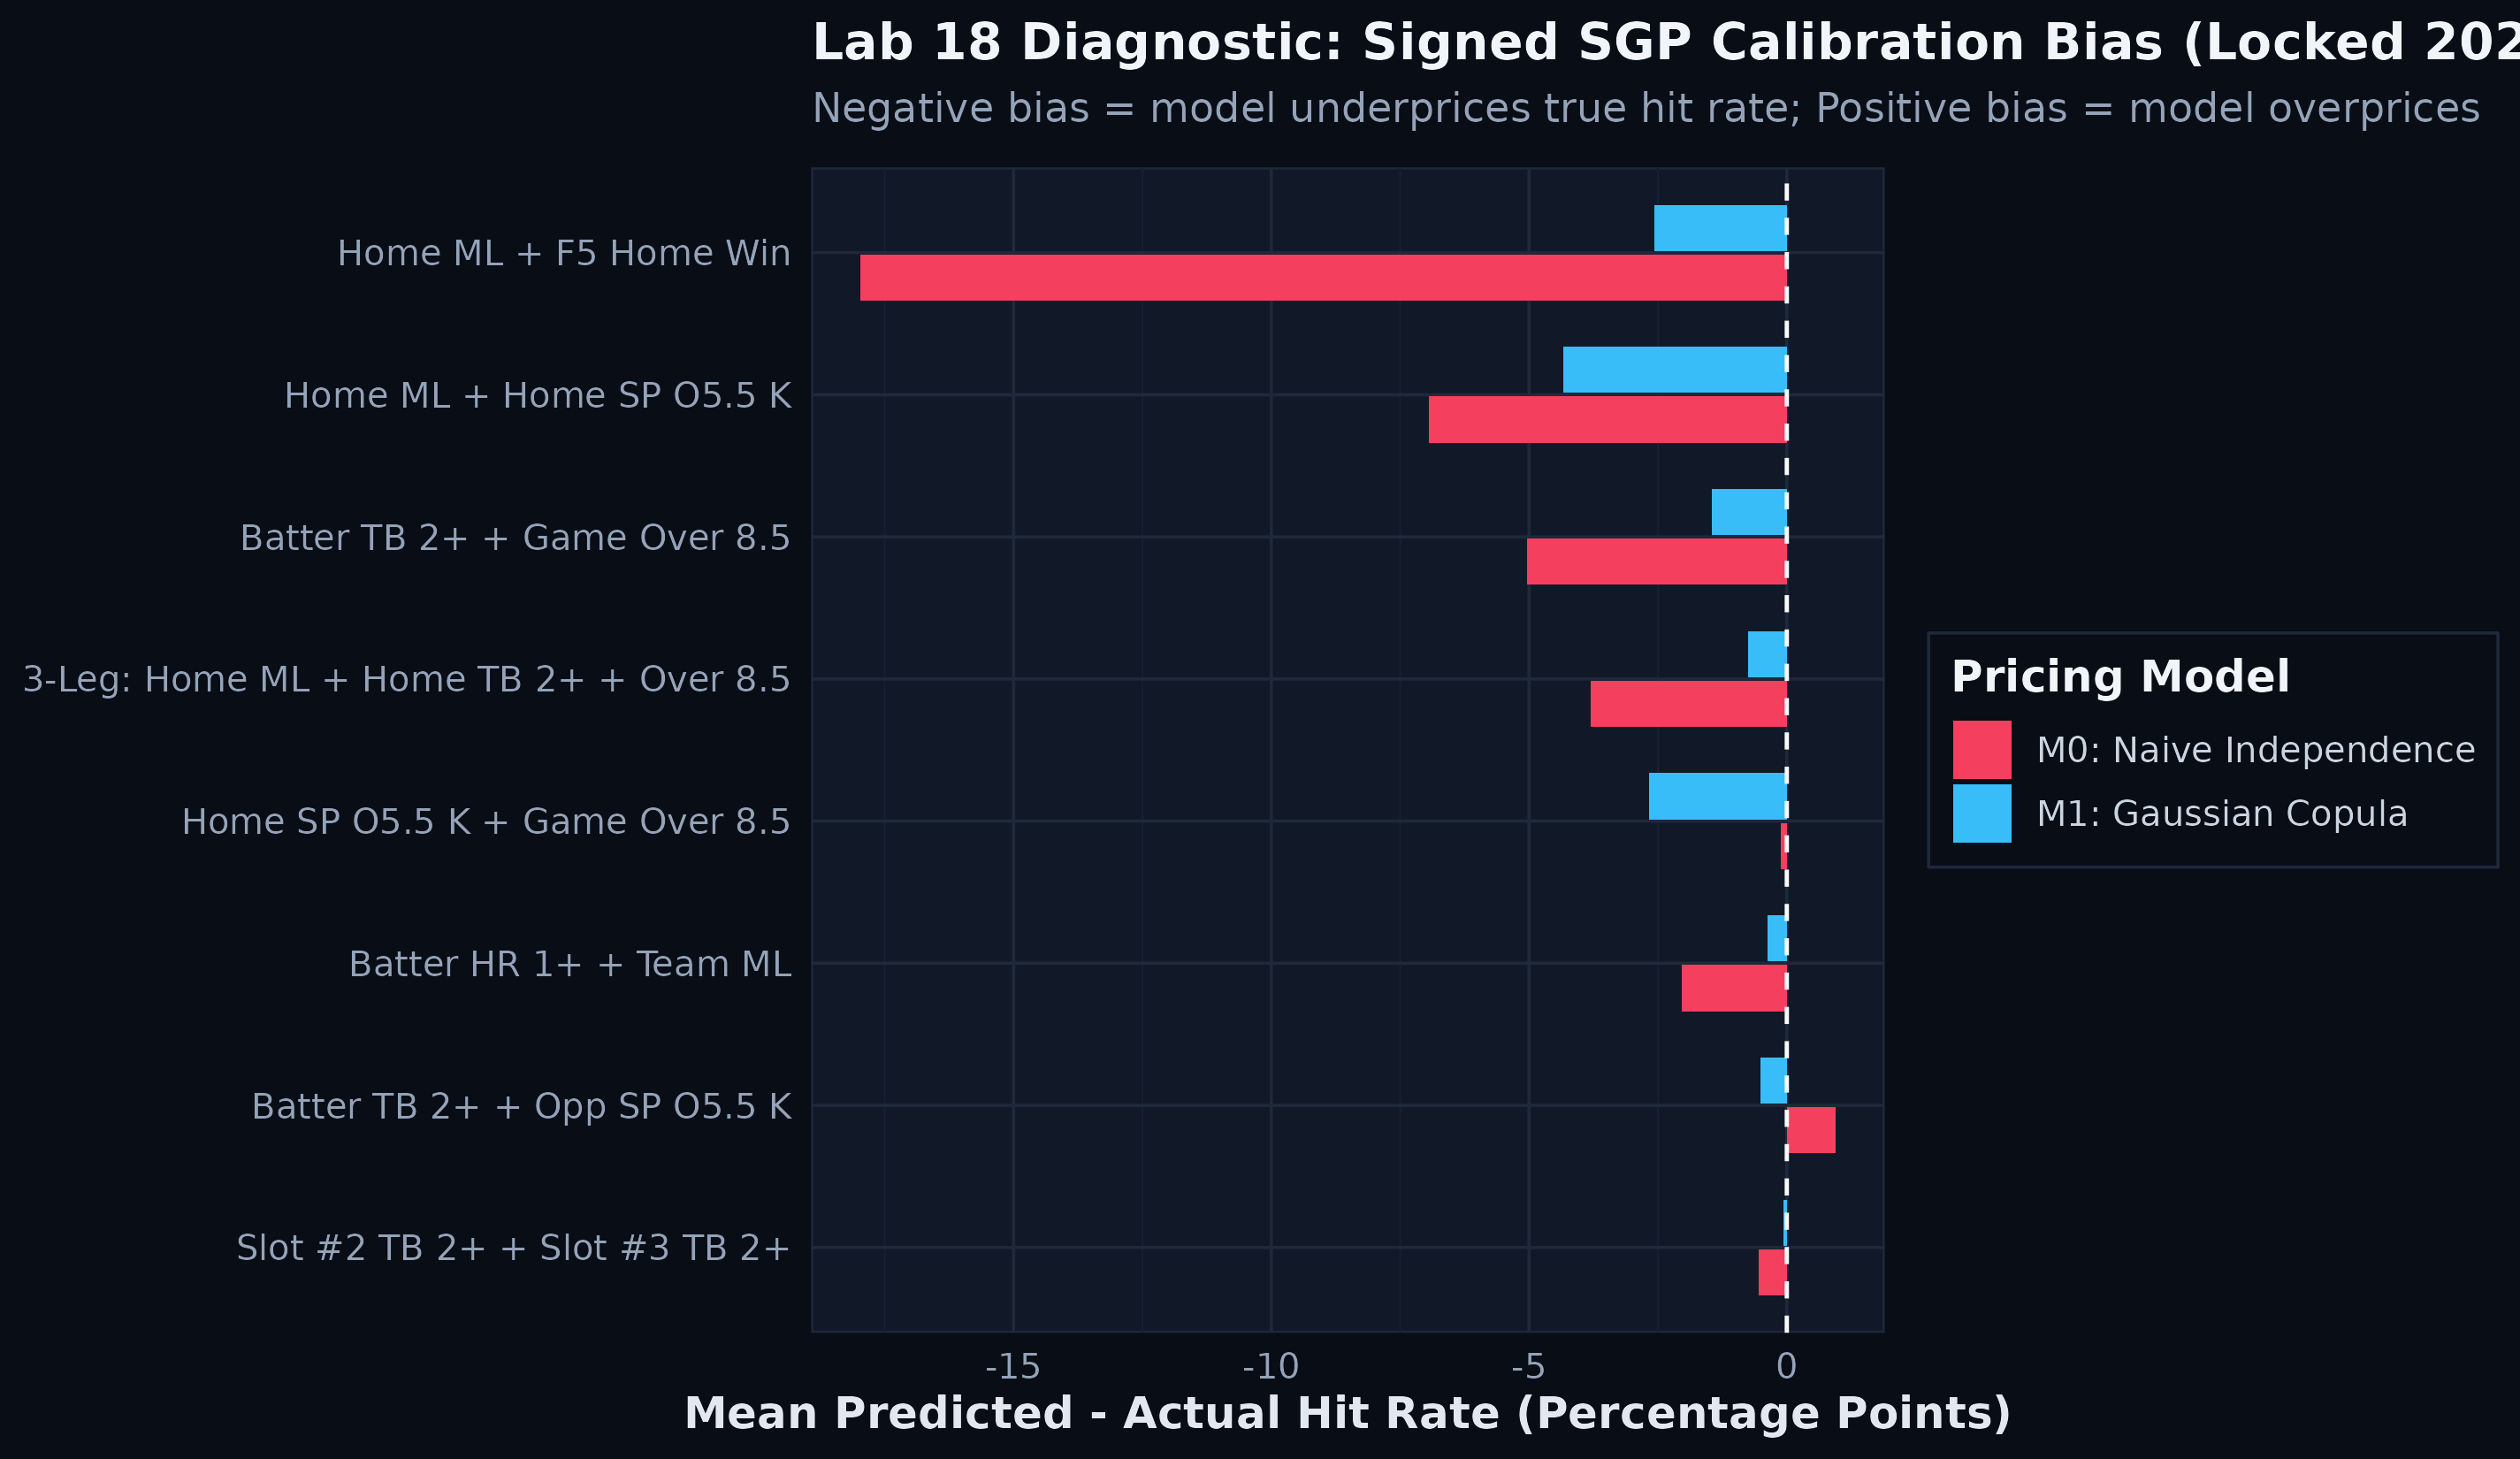 Lab 18 Diagnostic: Signed SGP Calibration Bias (Locked 202
Negative bias = model underprices true hit rate; Positive bias = model overprices
Home ML + F5 Home Win
Home ML + Home SP O5.5 K
Batter TB 2+ + Game Over 8.5
3-Leg: Home ML + Home TB 2+ + Over 8.5
Home SP O5.5 K + Game Over 8.5
Batter HR 1+ + Team ML
Batter TB 2+ + Opp SP O5.5 K
Slot #2 TB 2+ + Slot #3 TB 2+
Pricing Model
M0: Naive Independence
M1: Gaussian Copula
-15 -10 -5 0
Mean Predicted - Actual Hit Rate (Percentage Points)